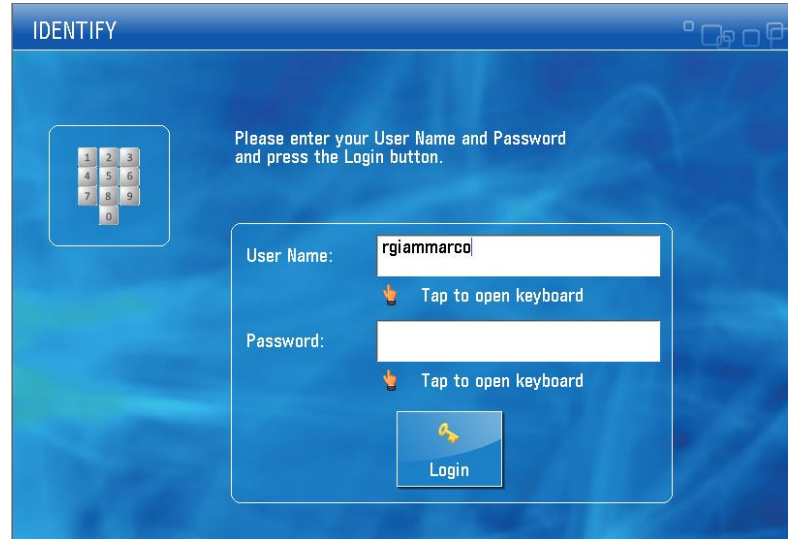 IDENTIFY
Please enter your User Name and Password
and press the Login button.
1 2 3
4 5 6
7 8 9
0
User Name:
rgiammarco
Tap to open keyboard
Password:
Tap to open keyboard
Login